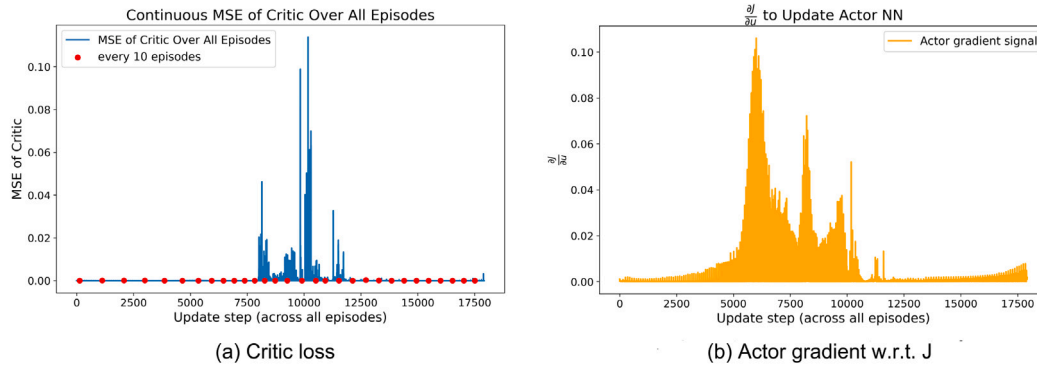 Continuous MSE of Critic Over All Episodes
MSE of Critic Over All Episodes
every 10 episodes
MSE of Critic
0.10
0.08
0.06
0.04
0.02
0.00
0
2500
5000
7500
10000
12500
15000
17500
Update step (across all episodes)
(a) Critic loss
∂J/∂u to Update Actor NN
Actor gradient signal
∂J/∂u
0.10
0.08
0.06
0.04
0.02
0.00
0
2500
5000
7500
10000
12500
15000
17500
Update step (across all episodes)
(b) Actor gradient w.r.t. J